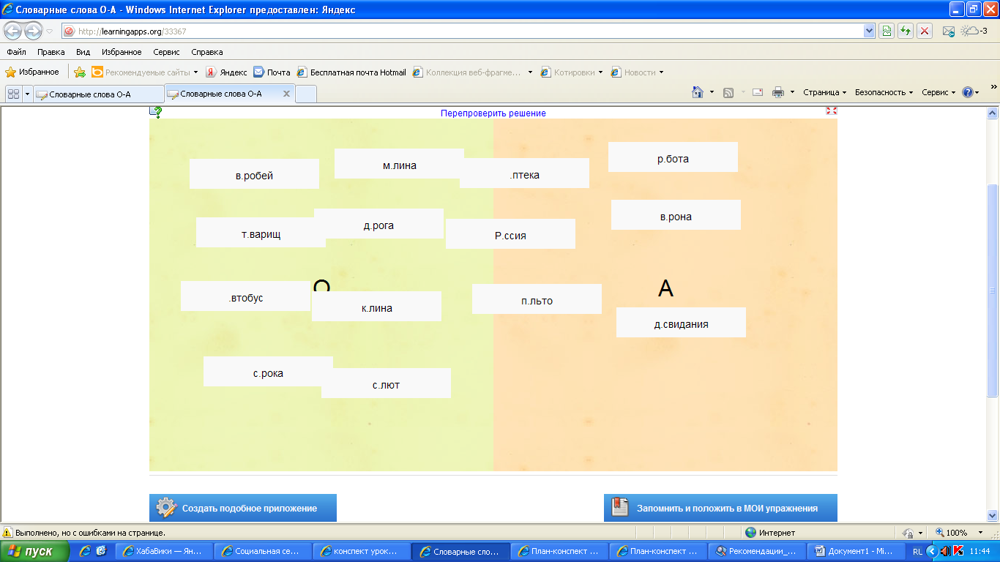 Словарные слова О-А - Windows Internet Explorer предоставлен: Яндекс
http://learningapps.org/33367
-3
Файл Правка Вид Избранное Сервис Справка
Избранное Рекомендуемые сайты Яндекс Почта Бесплатная почта Hotmail Коллекция веб-фрагме... Котировки Новости
Словарные слова О-А Словарные слова О-А Страница Безопасность Сервис
Перепроверить решение
р.бота
м.лина
в.робей
.птека
в.рона
д.рога
т.варищ
Р.ссия
О
А
.втобус
п.льто
к.лина
д.свидания
с.рока
с.лют
Создать подобное приложение
Запомнить и положить в МОИ упражнения
Выполнено, но с ошибками на странице. Интернет 100%
пуск ХабаВики — Ян... Социальная се... конспект урок... Словарные сло... План-конспект ... План-конспект ... Рекомендации_... Документ1 - Mi... RL 11:44